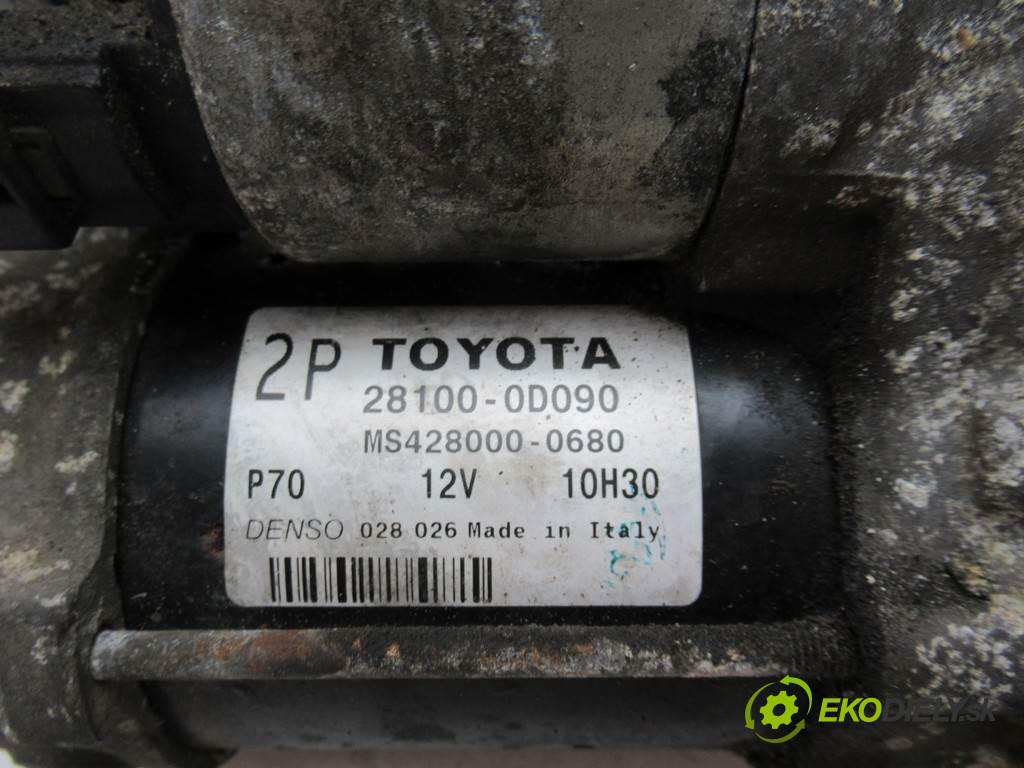 2P TOYOTA
28100-0D090
MS428000-0680
P70 12V 10H30
DENSO 028 026 Made in Italy
EKODIELY.SK